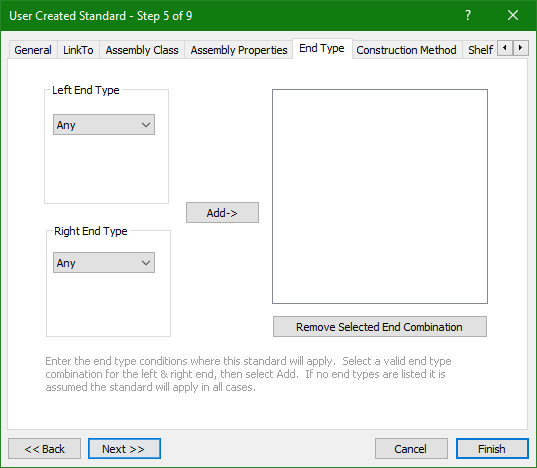 User Created Standard - Step 5 of 9
?
General LinkTo Assembly Class Assembly Properties End Type Construction Method Shelf
Left End Type
Any
Add->
Right End Type
Any
Remove Selected End Combination
Enter the end type conditions where this standard will apply.  Select a valid end type
combination for the left & right end, then select Add.  If no end types are listed it is
assumed the standard will apply in all cases.
<< Back Next >> Cancel Finish